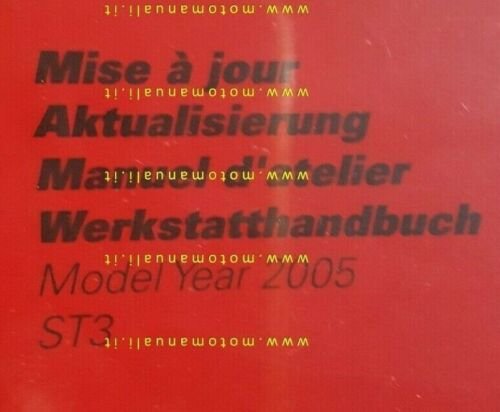 www.motomanuali.it
Mise à jour
www.motomanuali.it
Aktualisierung
Manuel d'atelier
www.motomanuali.it
Werkstatthandbuch
www.motomanuali.it
Model Year 2005
ST3
www.motomanuali.it